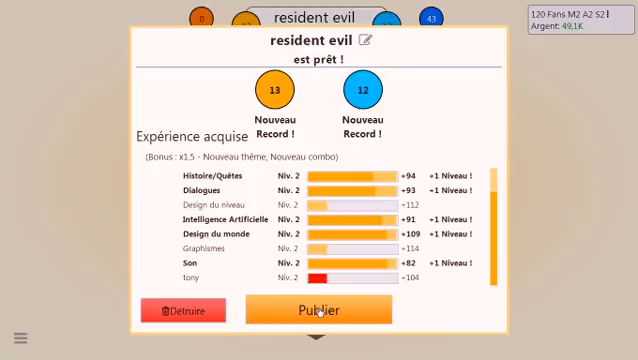 8
resident evil
43
120 Fans M2 A2 S2 !
Argent: 49,1K
resident evil
est prêt !
13
12
Nouveau Record !
Nouveau Record !
Expérience acquise
(Bonus : x1.5 - Nouveau thème, Nouveau combo)
Histoire/Quêtes Niv. 2 +94 +1 Niveau !
Dialogues Niv. 2 +93 +1 Niveau !
Design du niveau Niv. 2 +112
Intelligence Artificielle Niv. 2 +91 +1 Niveau !
Design du monde Niv. 2 +109 +1 Niveau !
Graphismes Niv. 2 +114
Son Niv. 2 +82 +1 Niveau !
tony Niv. 2 +104
Détruire
Publier